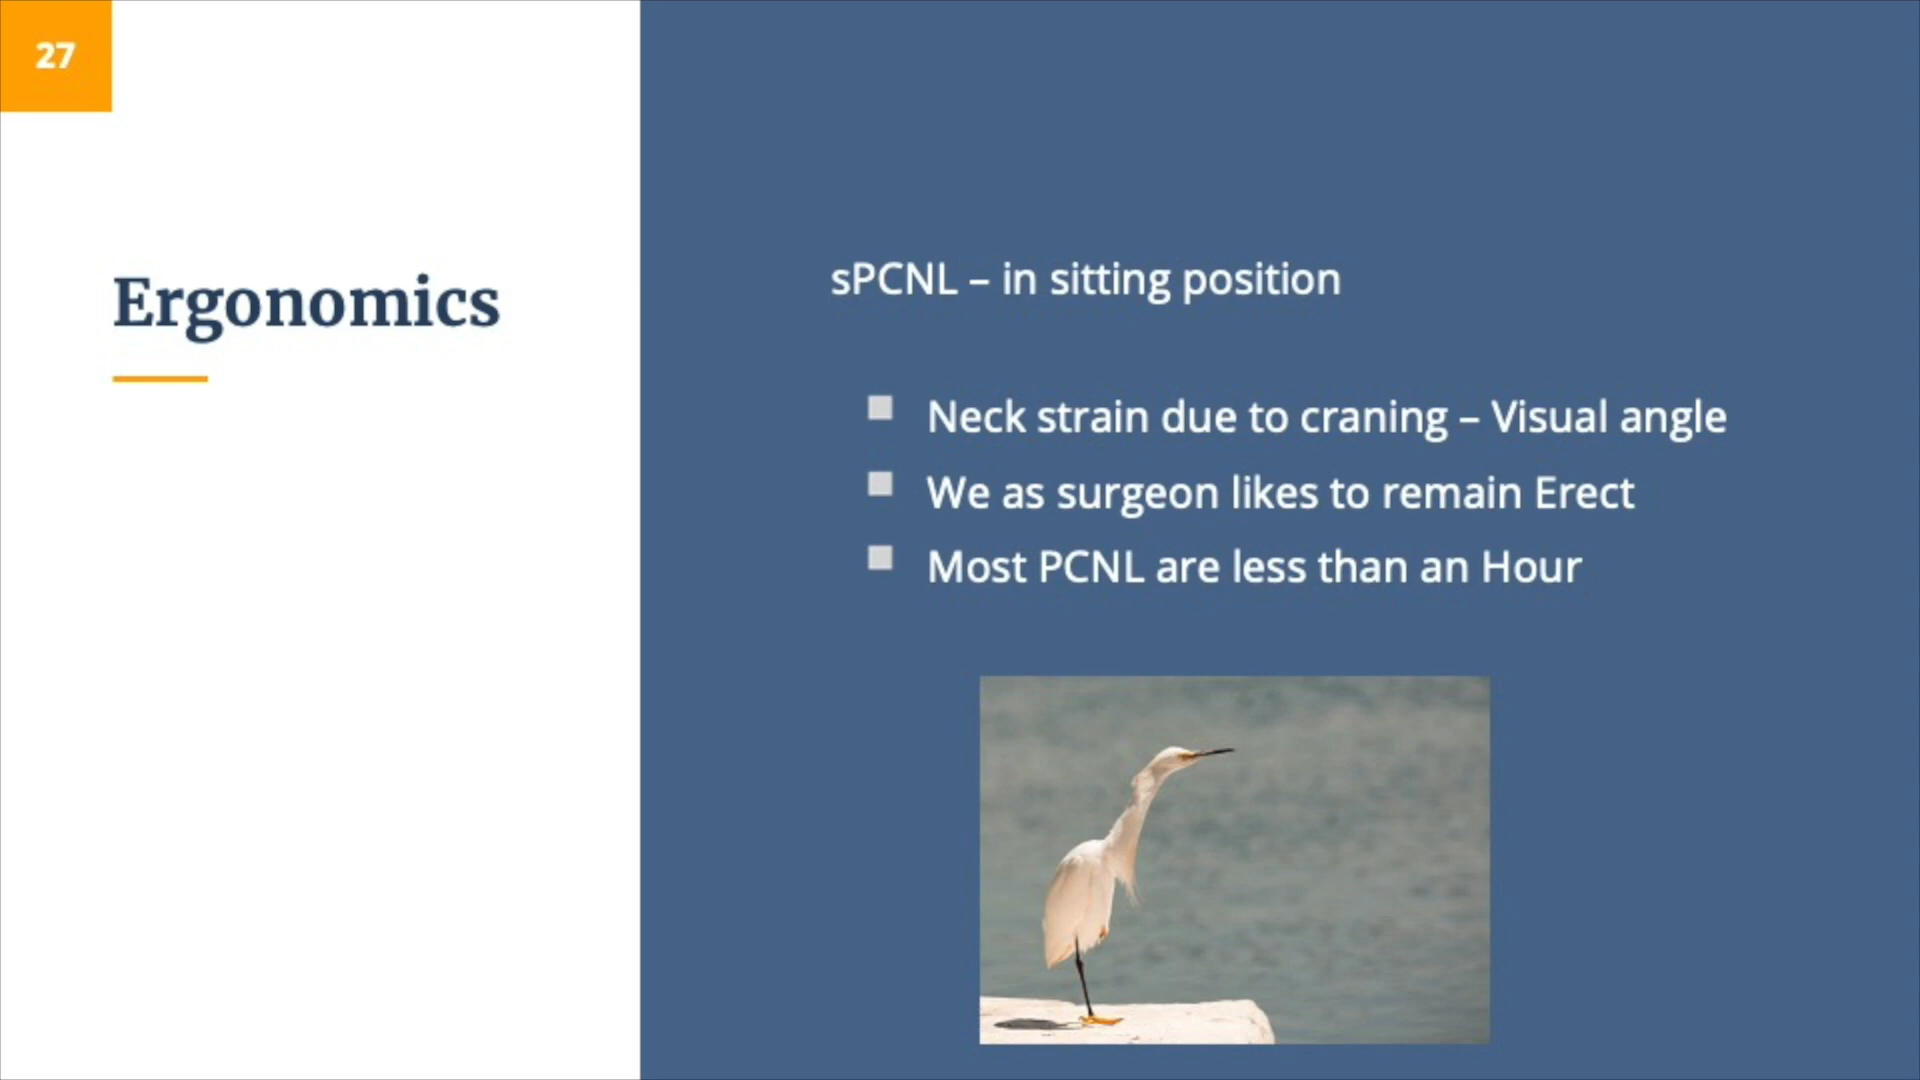 27
Ergonomics
sPCNL – in sitting position
Neck strain due to craning – Visual angle
We as surgeon likes to remain Erect
Most PCNL are less than an Hour